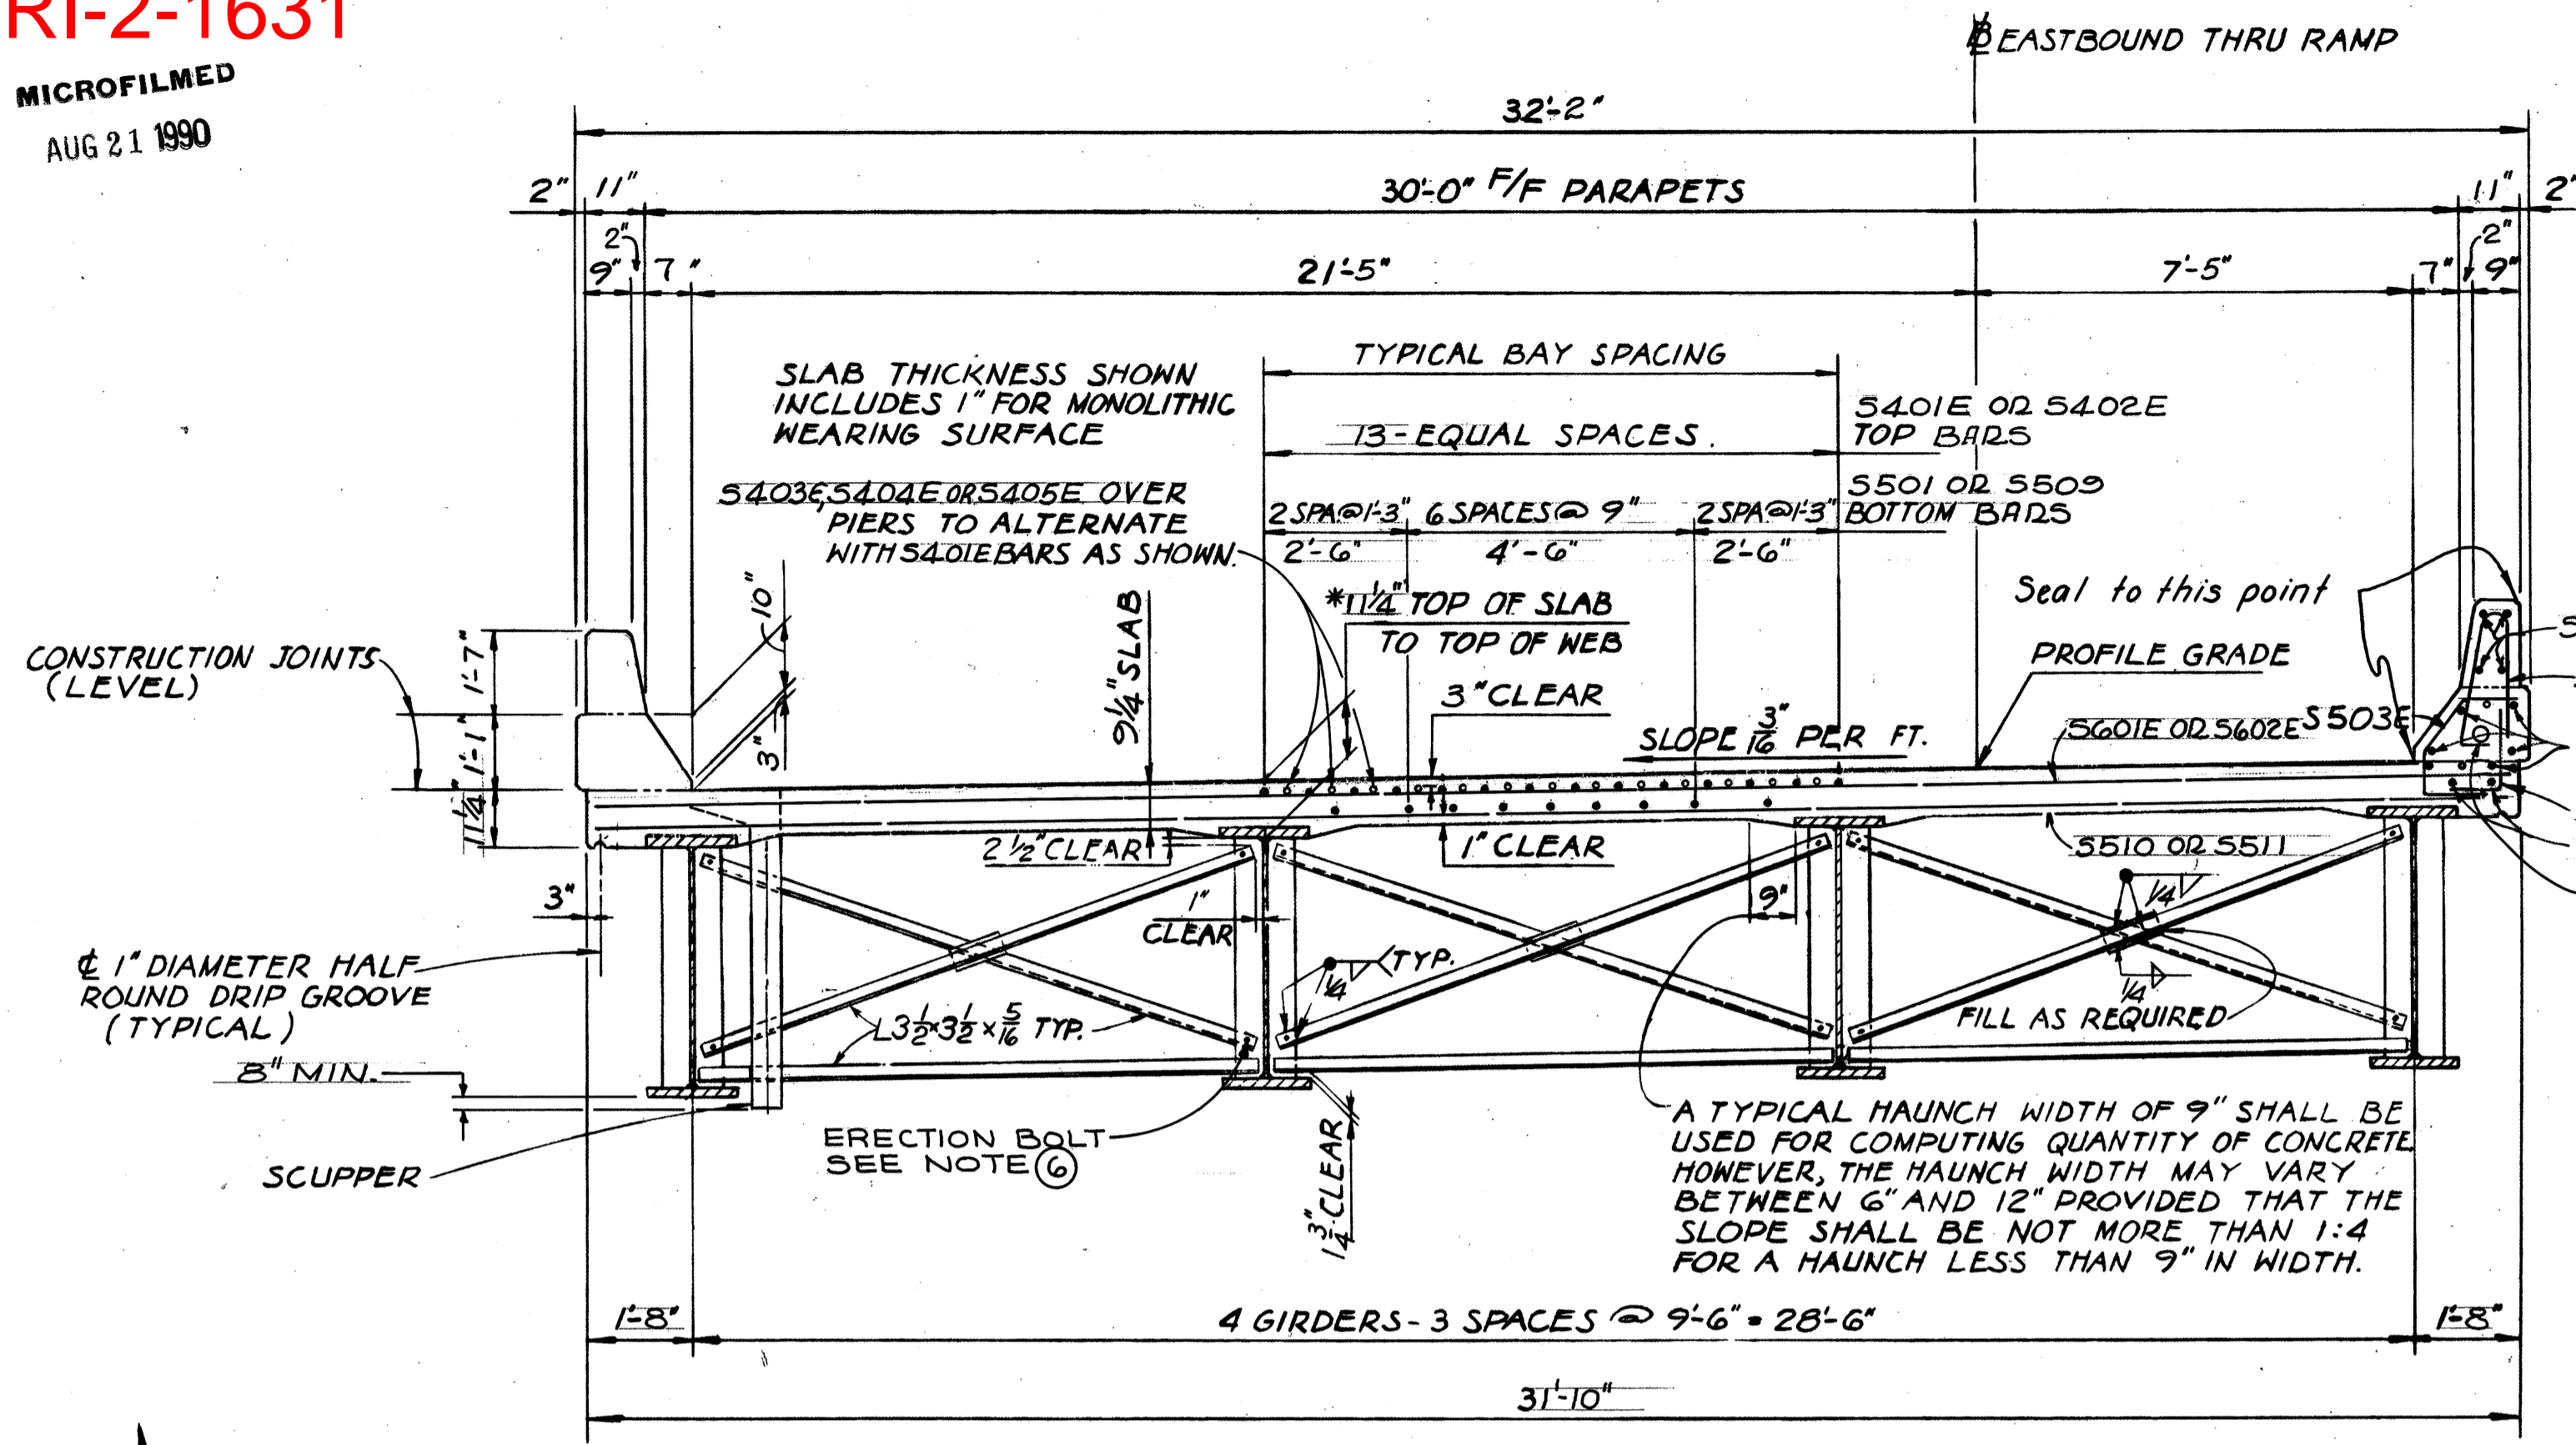 RI-2-1631
MICROFILMED
AUG 21 1990
EASTBOUND THRU RAMP
32'-2"
2" 11" 30'-0" F/F PARAPETS 11" 2"
2" 2"
9" 7" 21'-5" 7'-5" 7" 9"
TYPICAL BAY SPACING
SLAB THICKNESS SHOWN
INCLUDES 1" FOR MONOLITHIC
WEARING SURFACE
13-EQUAL SPACES.
S401E OR S402E
TOP BARS
S403E, S404E OR S405E OVER
PIERS TO ALTERNATE
WITH S401E BARS AS SHOWN.
2 SPA@1'-3" 6 SPACES@ 9" 2 SPA@1'-3"
2'-6" 4'-6" 2'-6"
S501 OR S509
BOTTOM BARS
10"
3"
9 1/4" SLAB
*11 1/4" TOP OF SLAB
TO TOP OF WEB
3" CLEAR
Seal to this point
PROFILE GRADE
CONSTRUCTION JOINTS
(LEVEL)
1'-7"
1'-1"
11 1/4"
SLOPE 3/16" PER FT.
S601E OR S602E S503E
2 1/2" CLEAR
1" CLEAR
S510 OR S511
3"
1"
CLEAR
9"
1/4
1/4
FILL AS REQUIRED
1/4 TYP.
℄ 1" DIAMETER HALF
ROUND DRIP GROOVE
(TYPICAL)
L3 1/2 x 3 1/2 x 5/16 TYP.
8" MIN.
SCUPPER
ERECTION BOLT
SEE NOTE 6
1 3/4" CLEAR
A TYPICAL HAUNCH WIDTH OF 9" SHALL BE
USED FOR COMPUTING QUANTITY OF CONCRETE
HOWEVER, THE HAUNCH WIDTH MAY VARY
BETWEEN 6" AND 12" PROVIDED THAT THE
SLOPE SHALL BE NOT MORE THAN 1:4
FOR A HAUNCH LESS THAN 9" IN WIDTH.
1'-8" 4 GIRDERS - 3 SPACES @ 9'-6" = 28'-6" 1'-8"
31'-10"